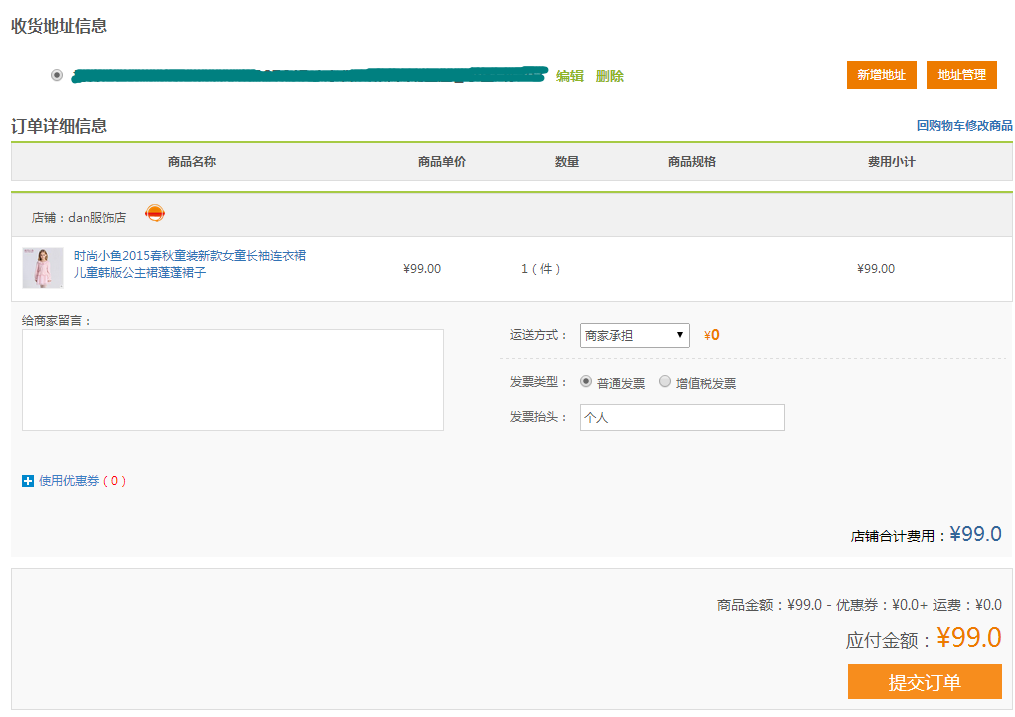 收货地址信息
编辑 删除 新增地址 地址管理
订单详细信息 回购物车修改商品
商品名称 商品单价 数量 商品规格 费用小计
店铺：dan服饰店
时尚小鱼2015春秋童装新款女童长袖连衣裙
儿童韩版公主裙蓬蓬裙子
¥99.00 1（件） ¥99.00
给商家留言：
运送方式： 商家承担 ¥0
发票类型： 普通发票 增值税发票
发票抬头： 个人
使用优惠券（0）
店铺合计费用：¥99.0
商品金额：¥99.0 - 优惠券：¥0.0+ 运费：¥0.0
应付金额：¥99.0
提交订单